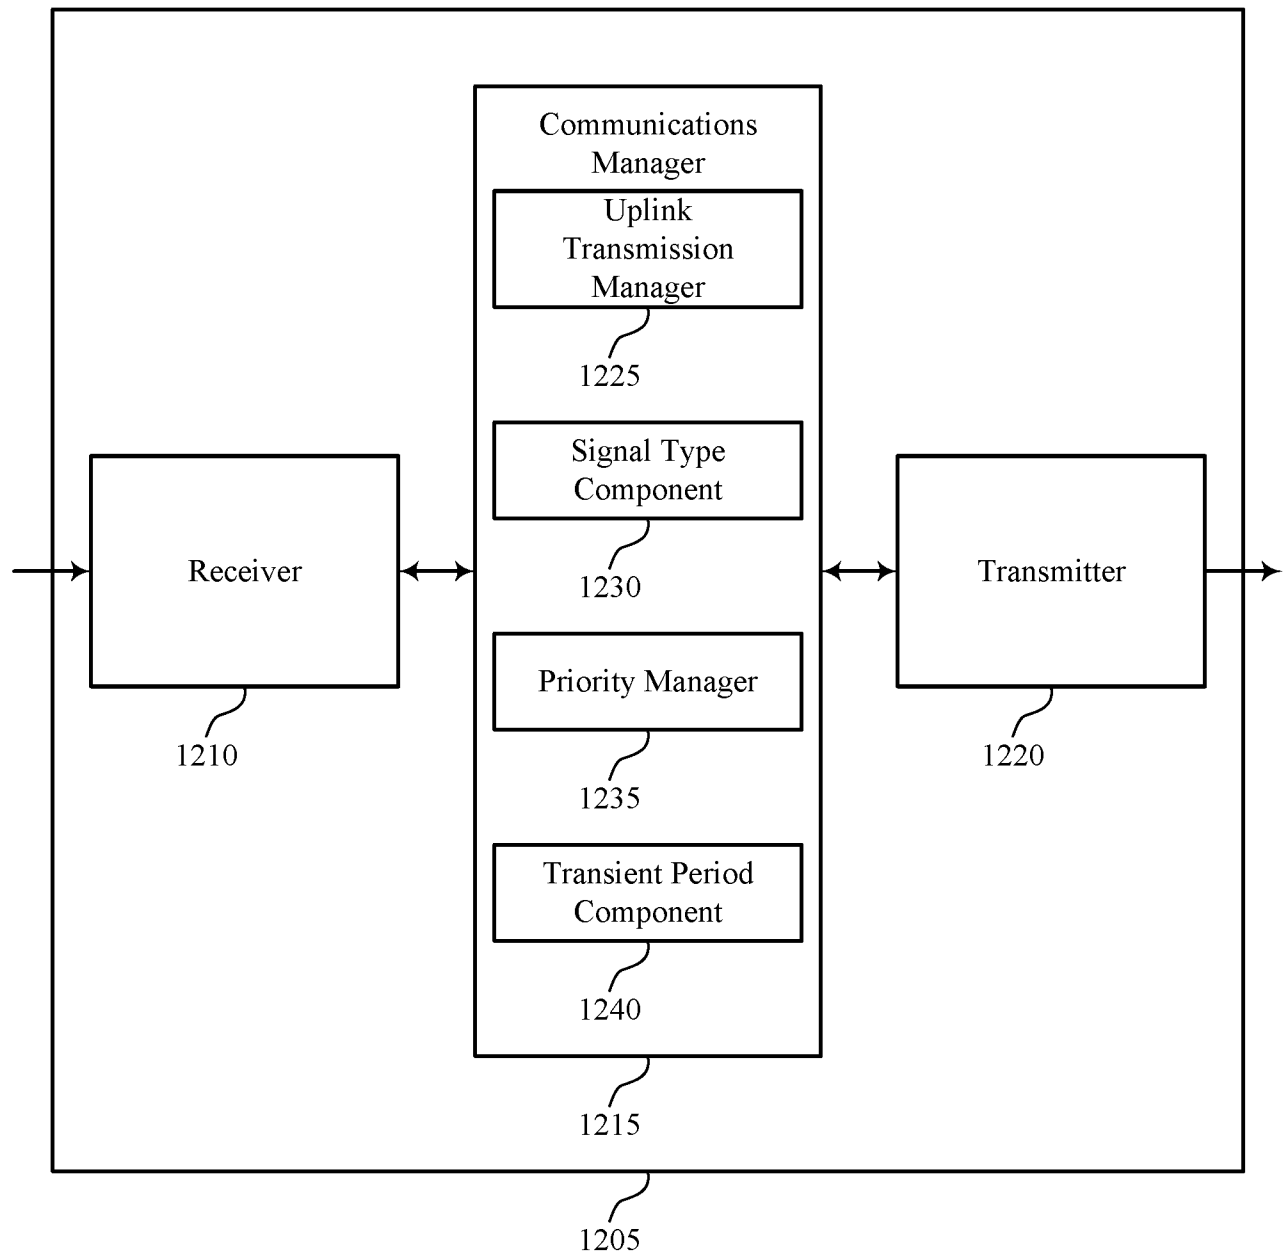 Communications
Manager
Uplink
Transmission
Manager
1225
Signal Type
Component
1230
Receiver
1210
Transmitter
1220
Priority Manager
1235
Transient Period
Component
1240
1215
1205